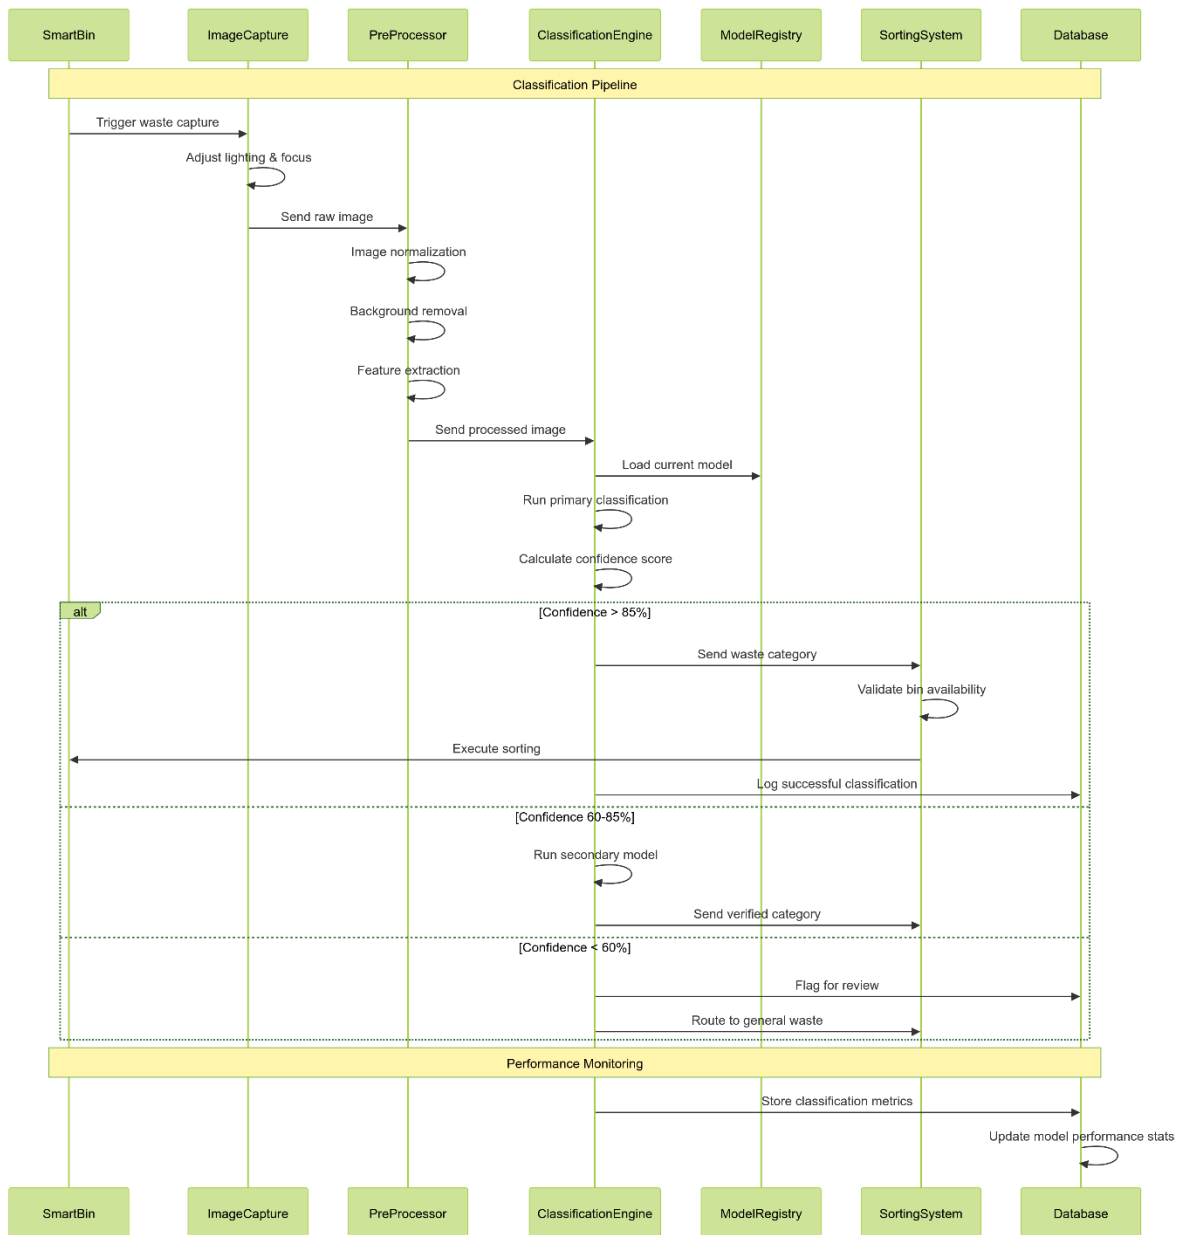 SmartBin
ImageCapture
PreProcessor
ClassificationEngine
ModelRegistry
SortingSystem
Database
Classification Pipeline
Trigger waste capture
Adjust lighting & focus
Send raw image
Image normalization
Background removal
Feature extraction
Send processed image
Load current model
Run primary classification
Calculate confidence score
alt
[Confidence > 85%]
Send waste category
Validate bin availability
Execute sorting
Log successful classification
[Confidence 60-85%]
Run secondary model
Send verified category
[Confidence < 60%]
Flag for review
Route to general waste
Performance Monitoring
Store classification metrics
Update model performance stats
SmartBin
ImageCapture
PreProcessor
ClassificationEngine
ModelRegistry
SortingSystem
Database